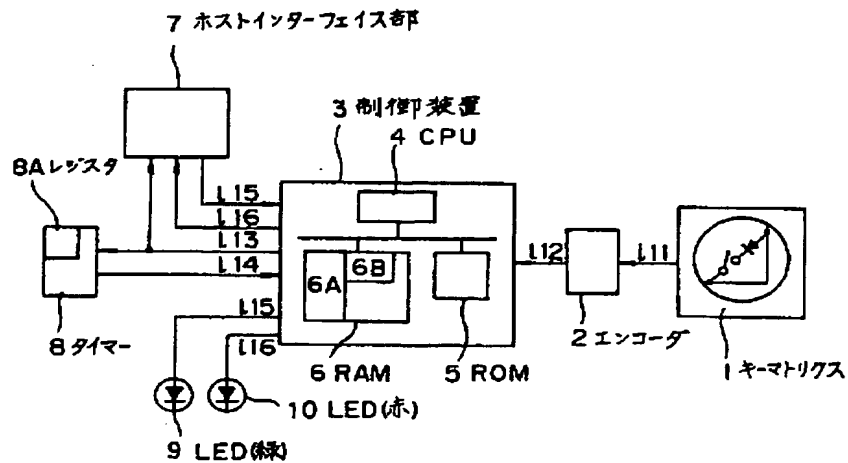 7 ホストインターフェイス部
3 制御装置
4 CPU
8Aレジスタ
l15
l16
l13
l14
6A
6B
l12
l11
l15
l16
8 タイマー
6 RAM
5 ROM
2 エンコーダ
1 キーマトリクス
10 LED(赤)
9 LED(緑)